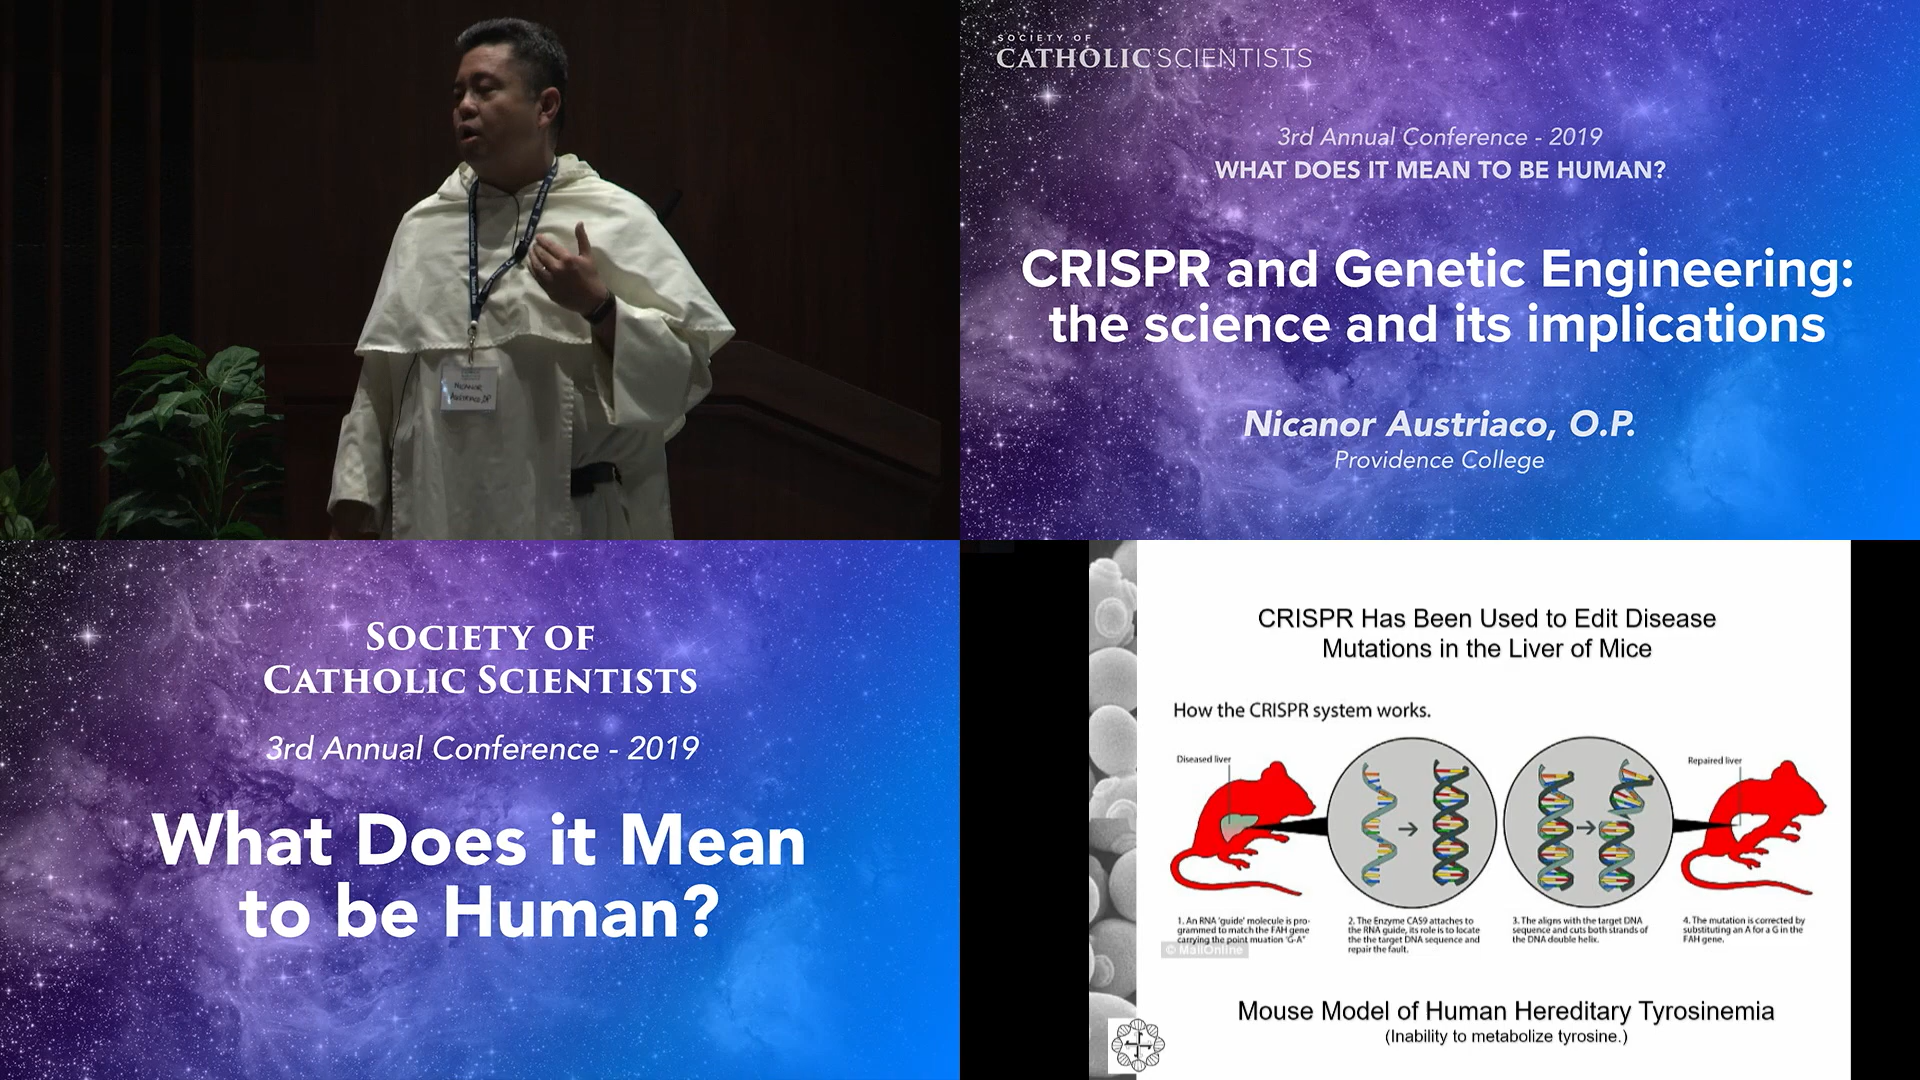 NICANOR
AUSTRIACO, OP
SOCIETY OF
CATHOLIC SCIENTISTS
3rd Annual Conference - 2019
WHAT DOES IT MEAN TO BE HUMAN?
CRISPR and Genetic Engineering:
the science and its implications
Nicanor Austriaco, O.P.
Providence College
SOCIETY OF
CATHOLIC SCIENTISTS
3rd Annual Conference - 2019
What Does it Mean
to be Human?
CRISPR Has Been Used to Edit Disease
Mutations in the Liver of Mice
How the CRISPR system works.
Diseased liver
Repaired liver
1. An RNA 'guide' molecule is pro-
grammed to match the FAH gene
carrying the point muation 'G-A"
2. The Enzyme CAS9 attaches to
the RNA guide, its role is to locate
the the target DNA sequence and
repair the fault.
3. The aligns with the target DNA
sequence and cuts both strands of
the DNA double helix.
4. The mutation is corrected by
substituting an A for a G in the
FAH gene.
© MailOnline
Mouse Model of Human Hereditary Tyrosinemia
(Inability to metabolize tyrosine.)